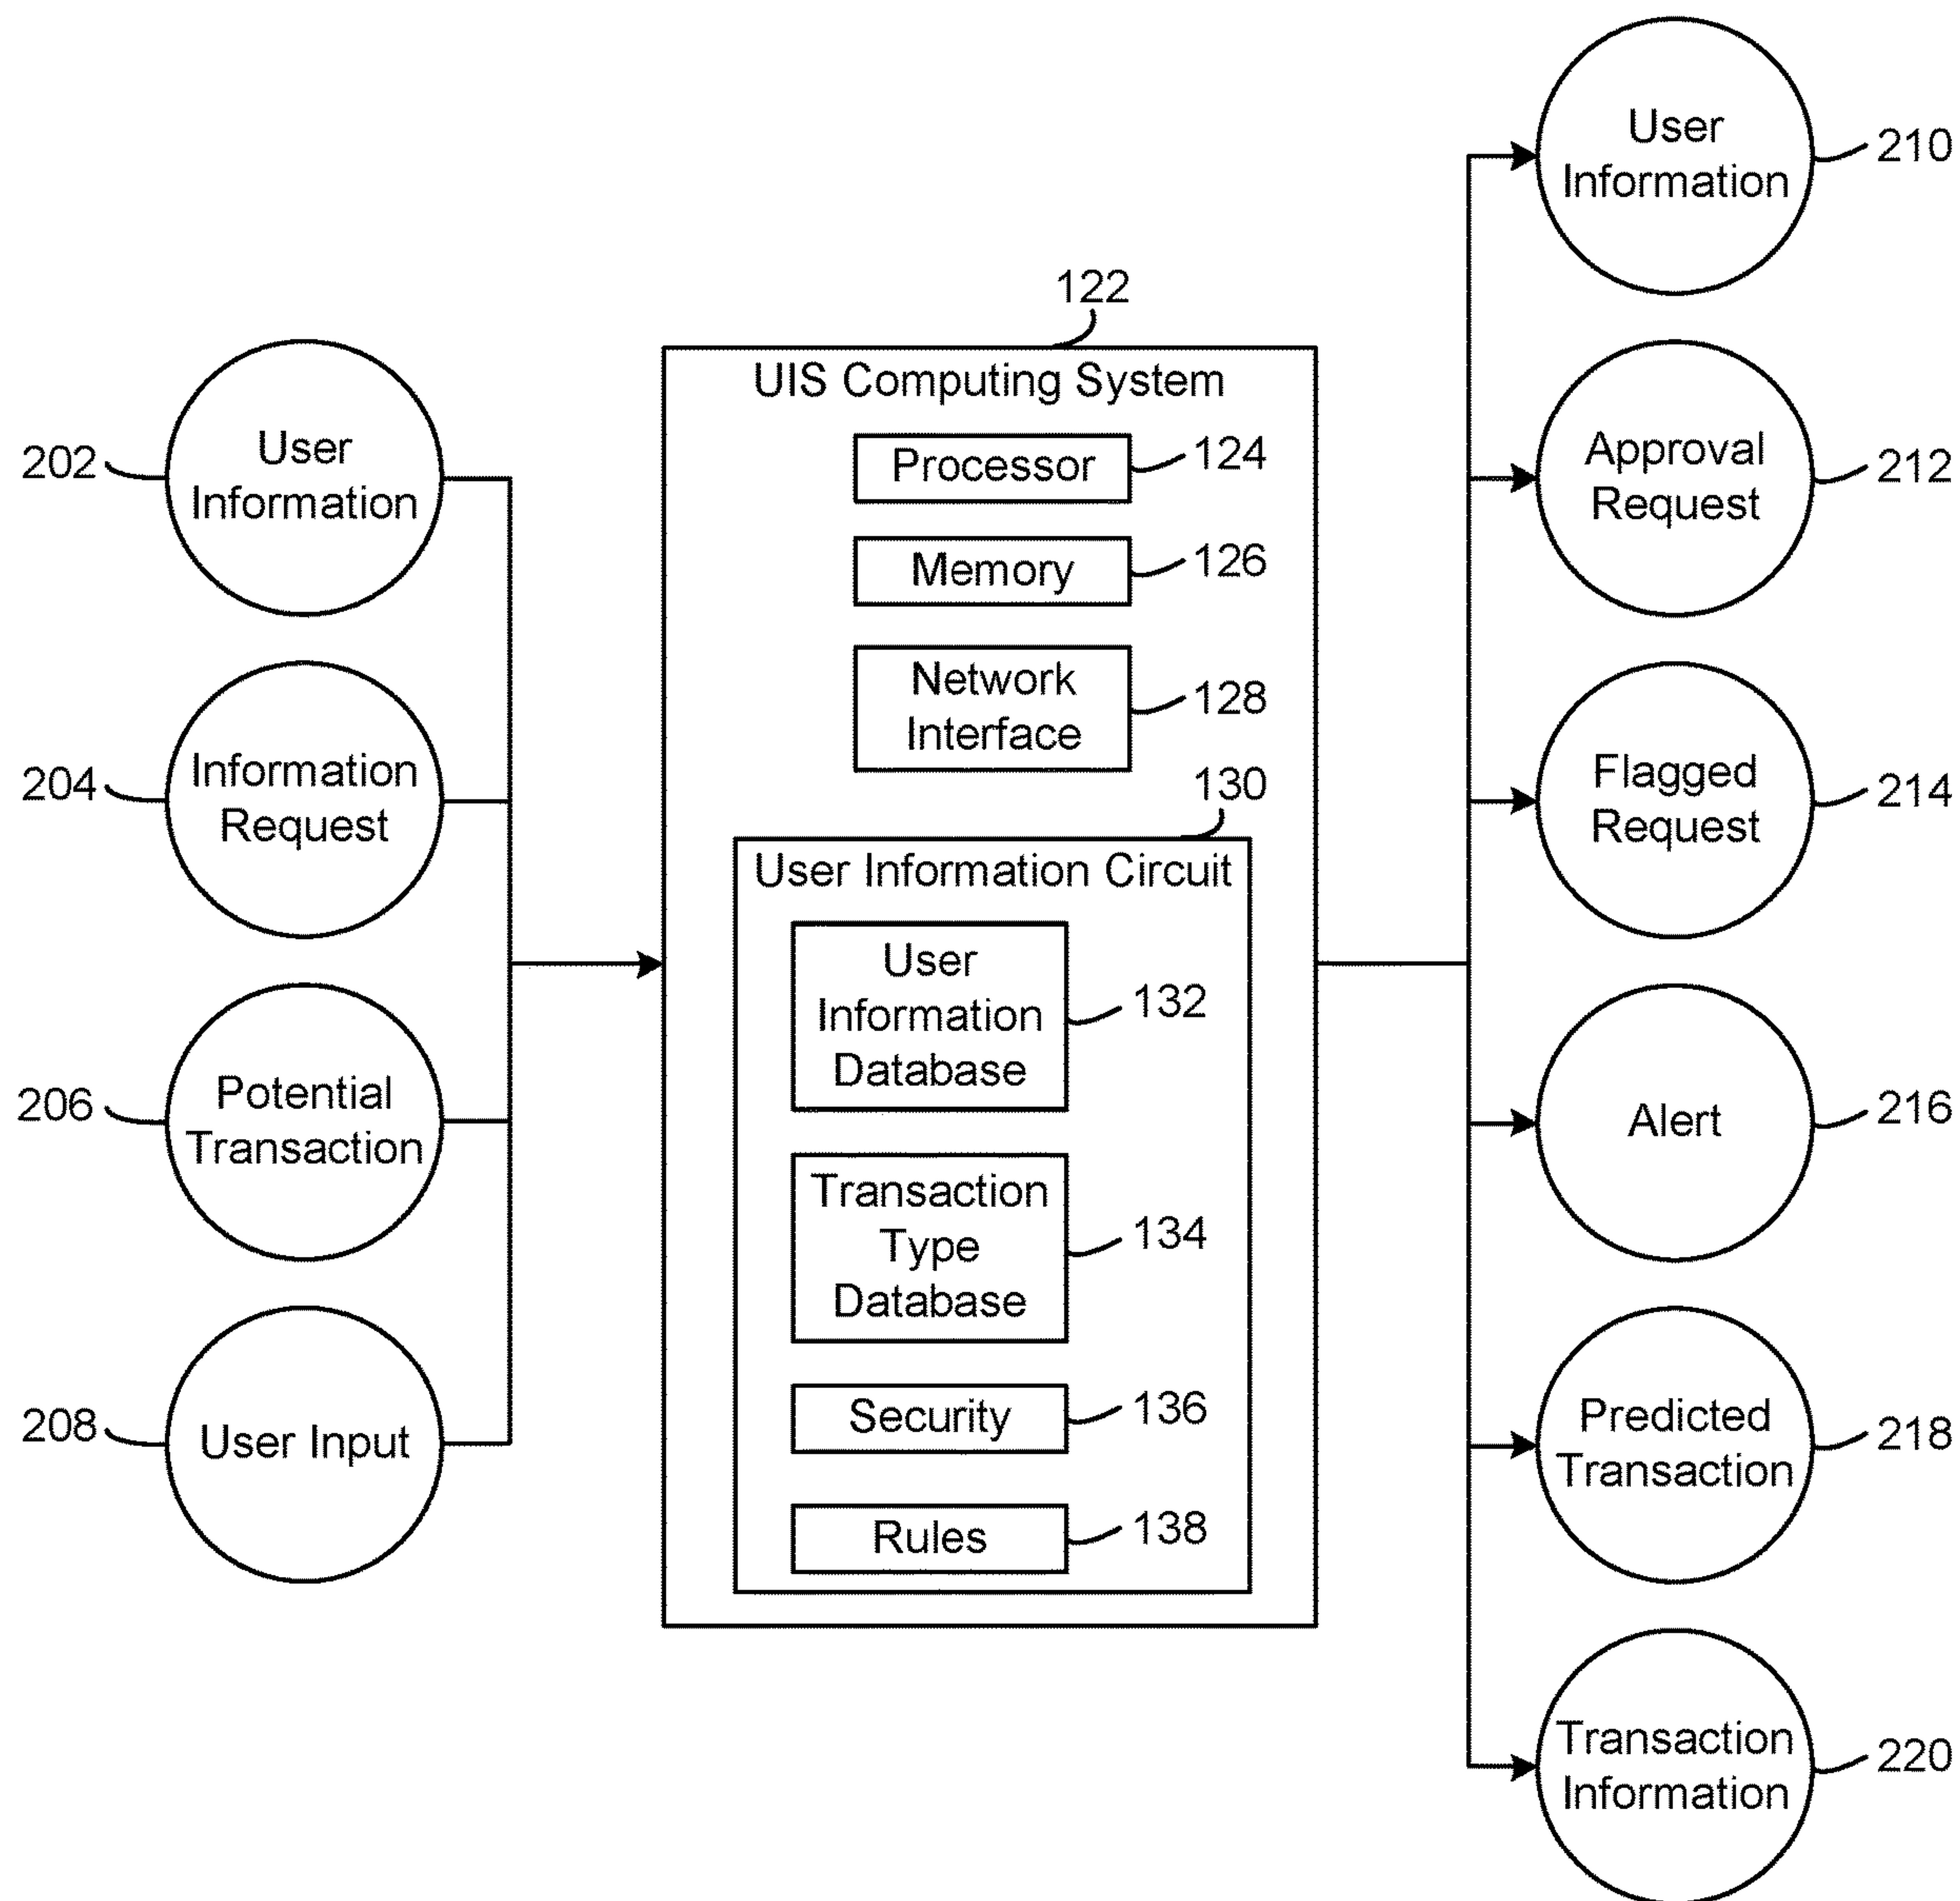 202
User
Information
204
Information
Request
206
Potential
Transaction
208
User Input
122
UIS Computing System
Processor
124
Memory
126
Network
Interface
128
130
User Information Circuit
User
Information
Database
132
Transaction
Type
Database
134
Security
136
Rules
138
User
Information
210
Approval
Request
212
Flagged
Request
214
Alert
216
Predicted
Transaction
218
Transaction
Information
220